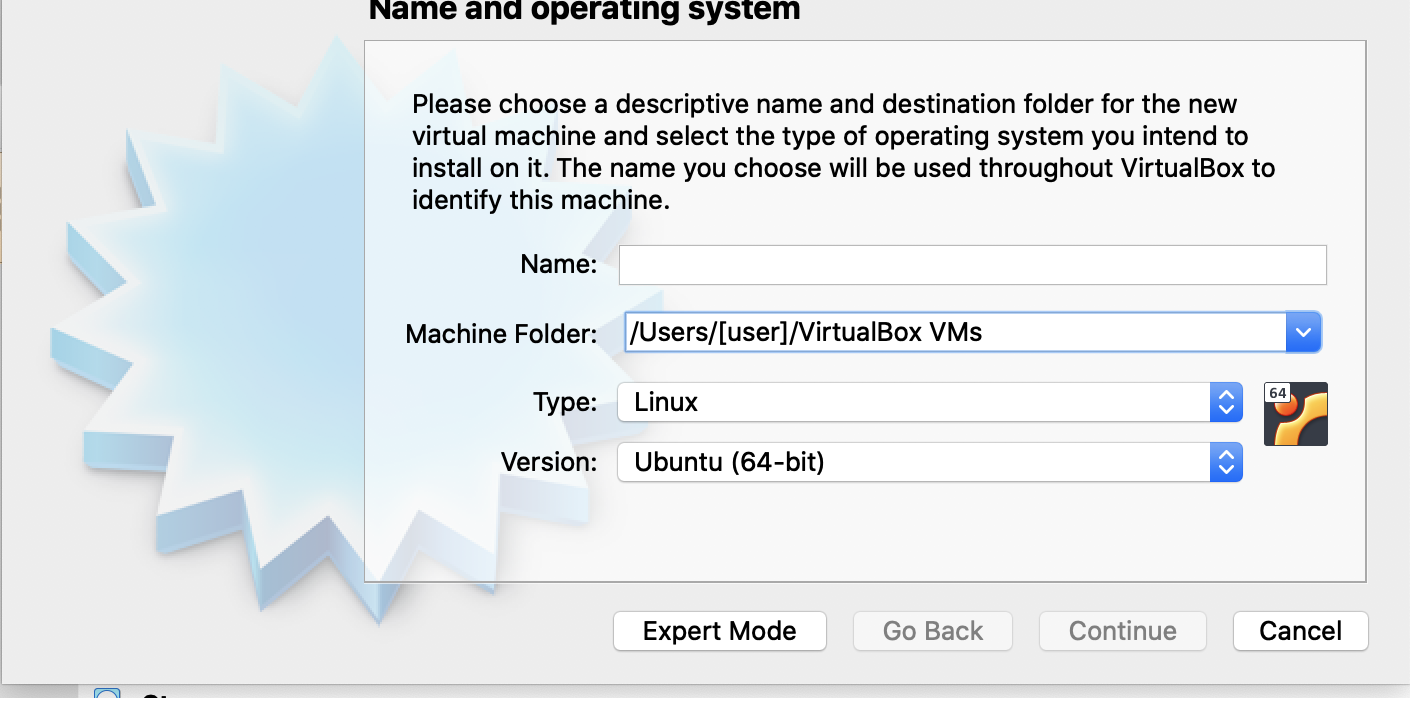 Name and operating system
Please choose a descriptive name and destination folder for the new
virtual machine and select the type of operating system you intend to
install on it. The name you choose will be used throughout VirtualBox to
identify this machine.
Name:
Machine Folder: /Users/[user]/VirtualBox VMs
Type: Linux
64
Version: Ubuntu (64-bit)
Expert Mode Go Back Continue Cancel